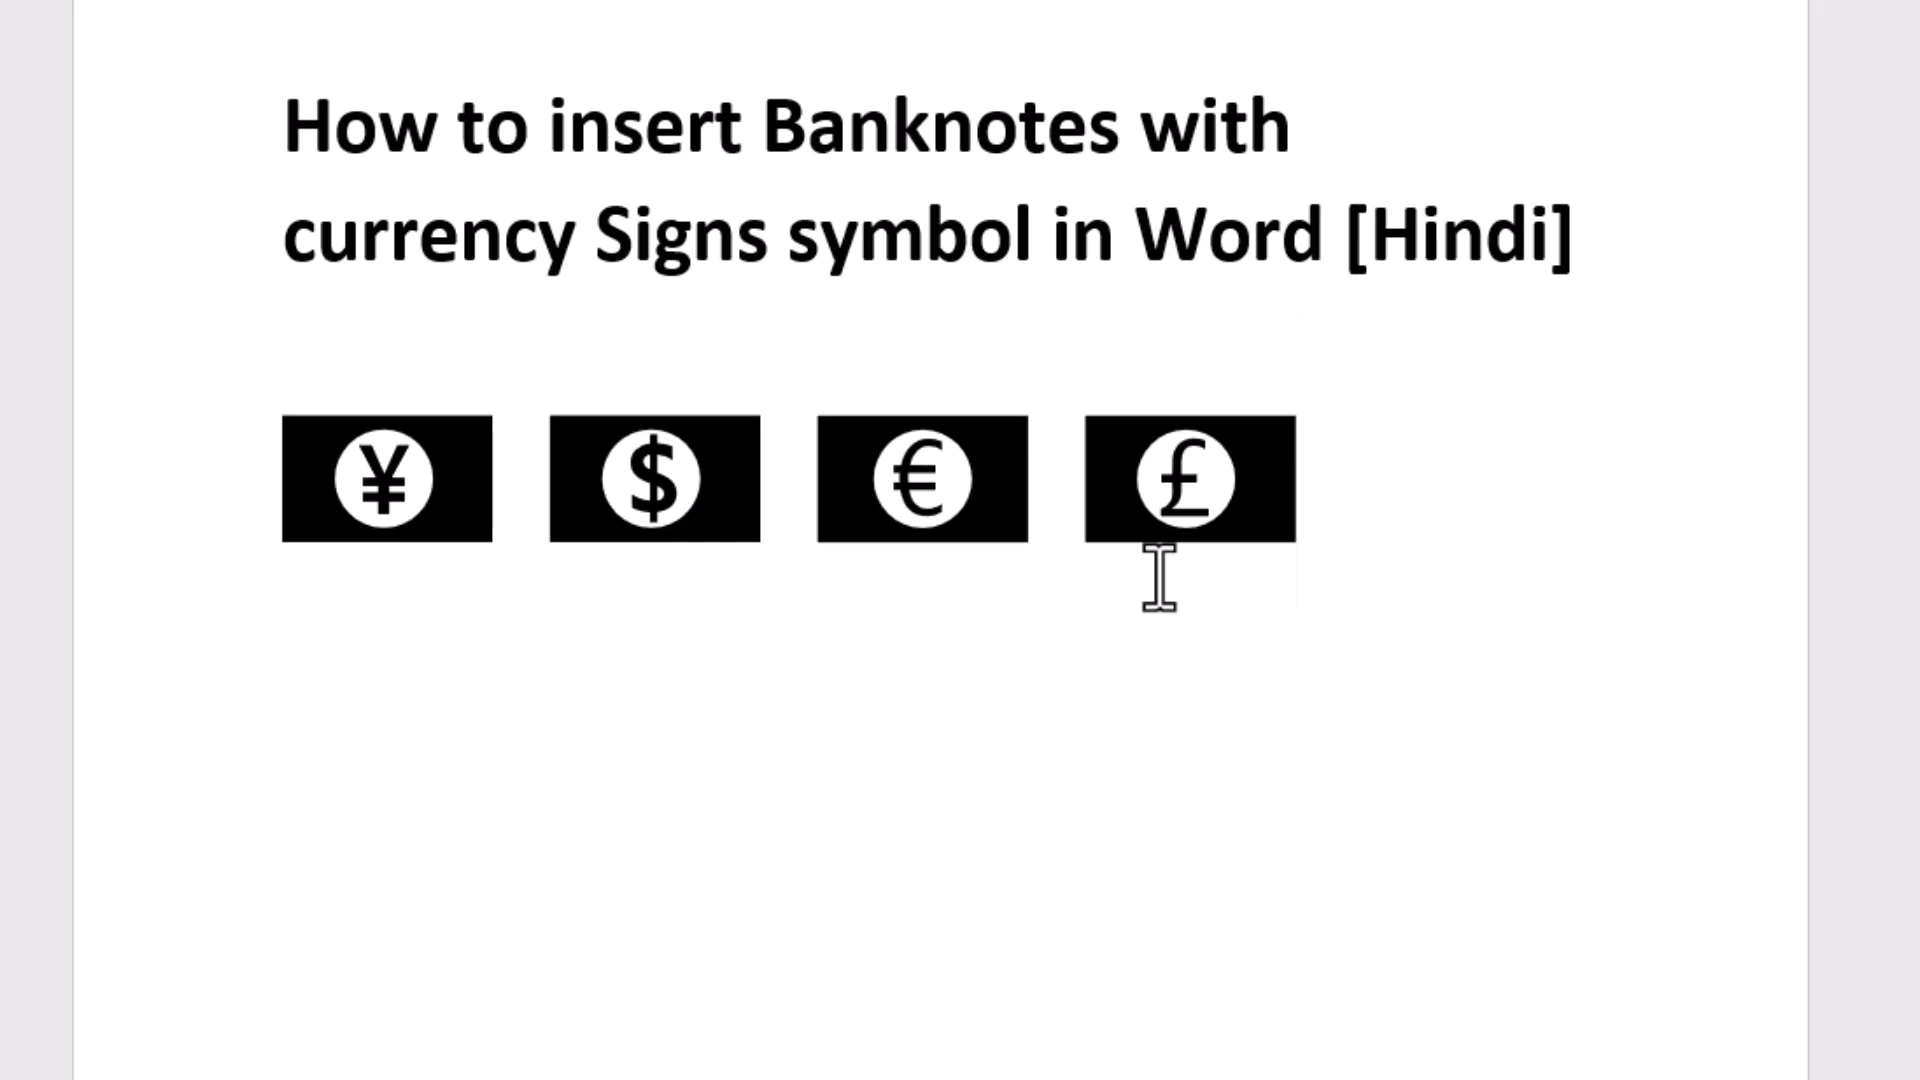 How to insert Banknotes with
currency Signs symbol in Word [Hindi]
¥ $ € £